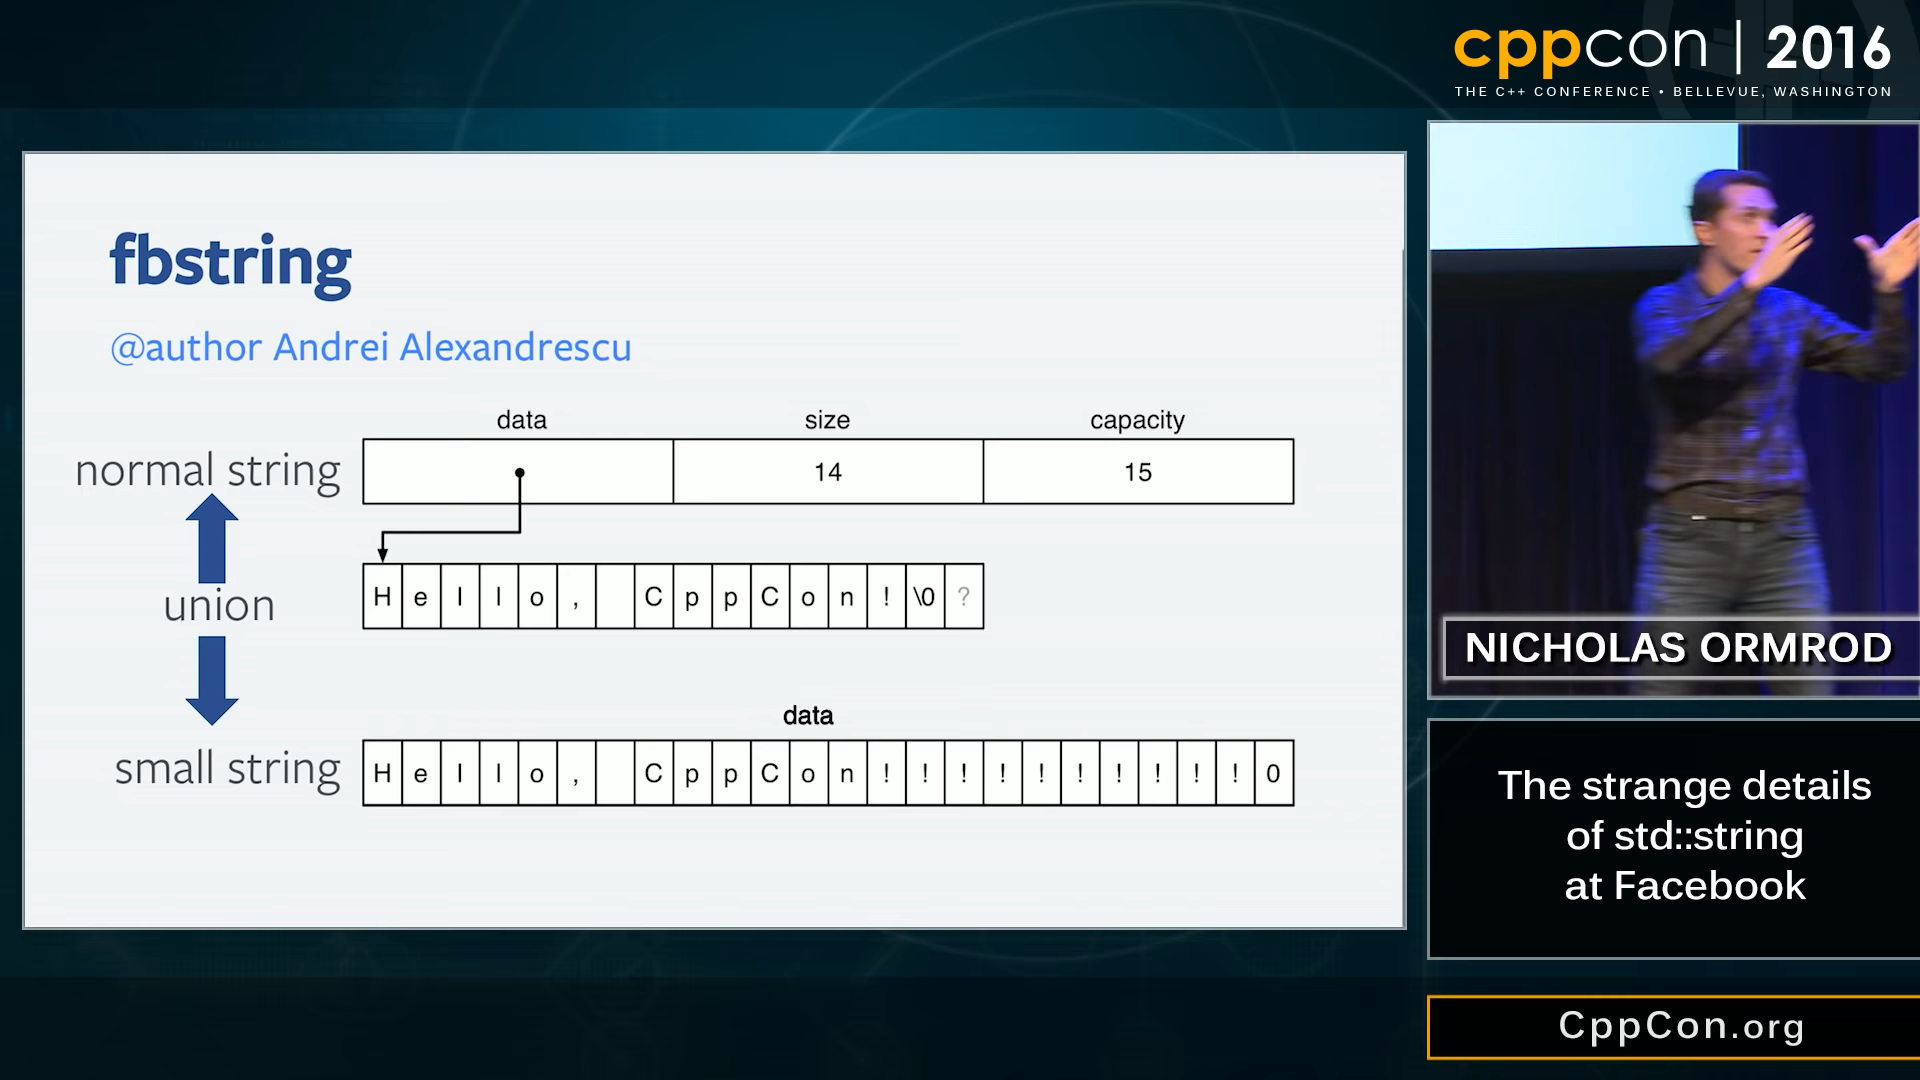 cppcon | 2016
THE C++ CONFERENCE • BELLEVUE, WASHINGTON
fbstring
@author Andrei Alexandrescu
data size capacity
normal string 14 15
union H e l l o , C p p C o n ! \0 ?
data
small string H e l l o , C p p C o n ! ! ! ! ! ! ! ! ! ! 0
NICHOLAS ORMROD
The strange details
of std::string
at Facebook
CppCon.org